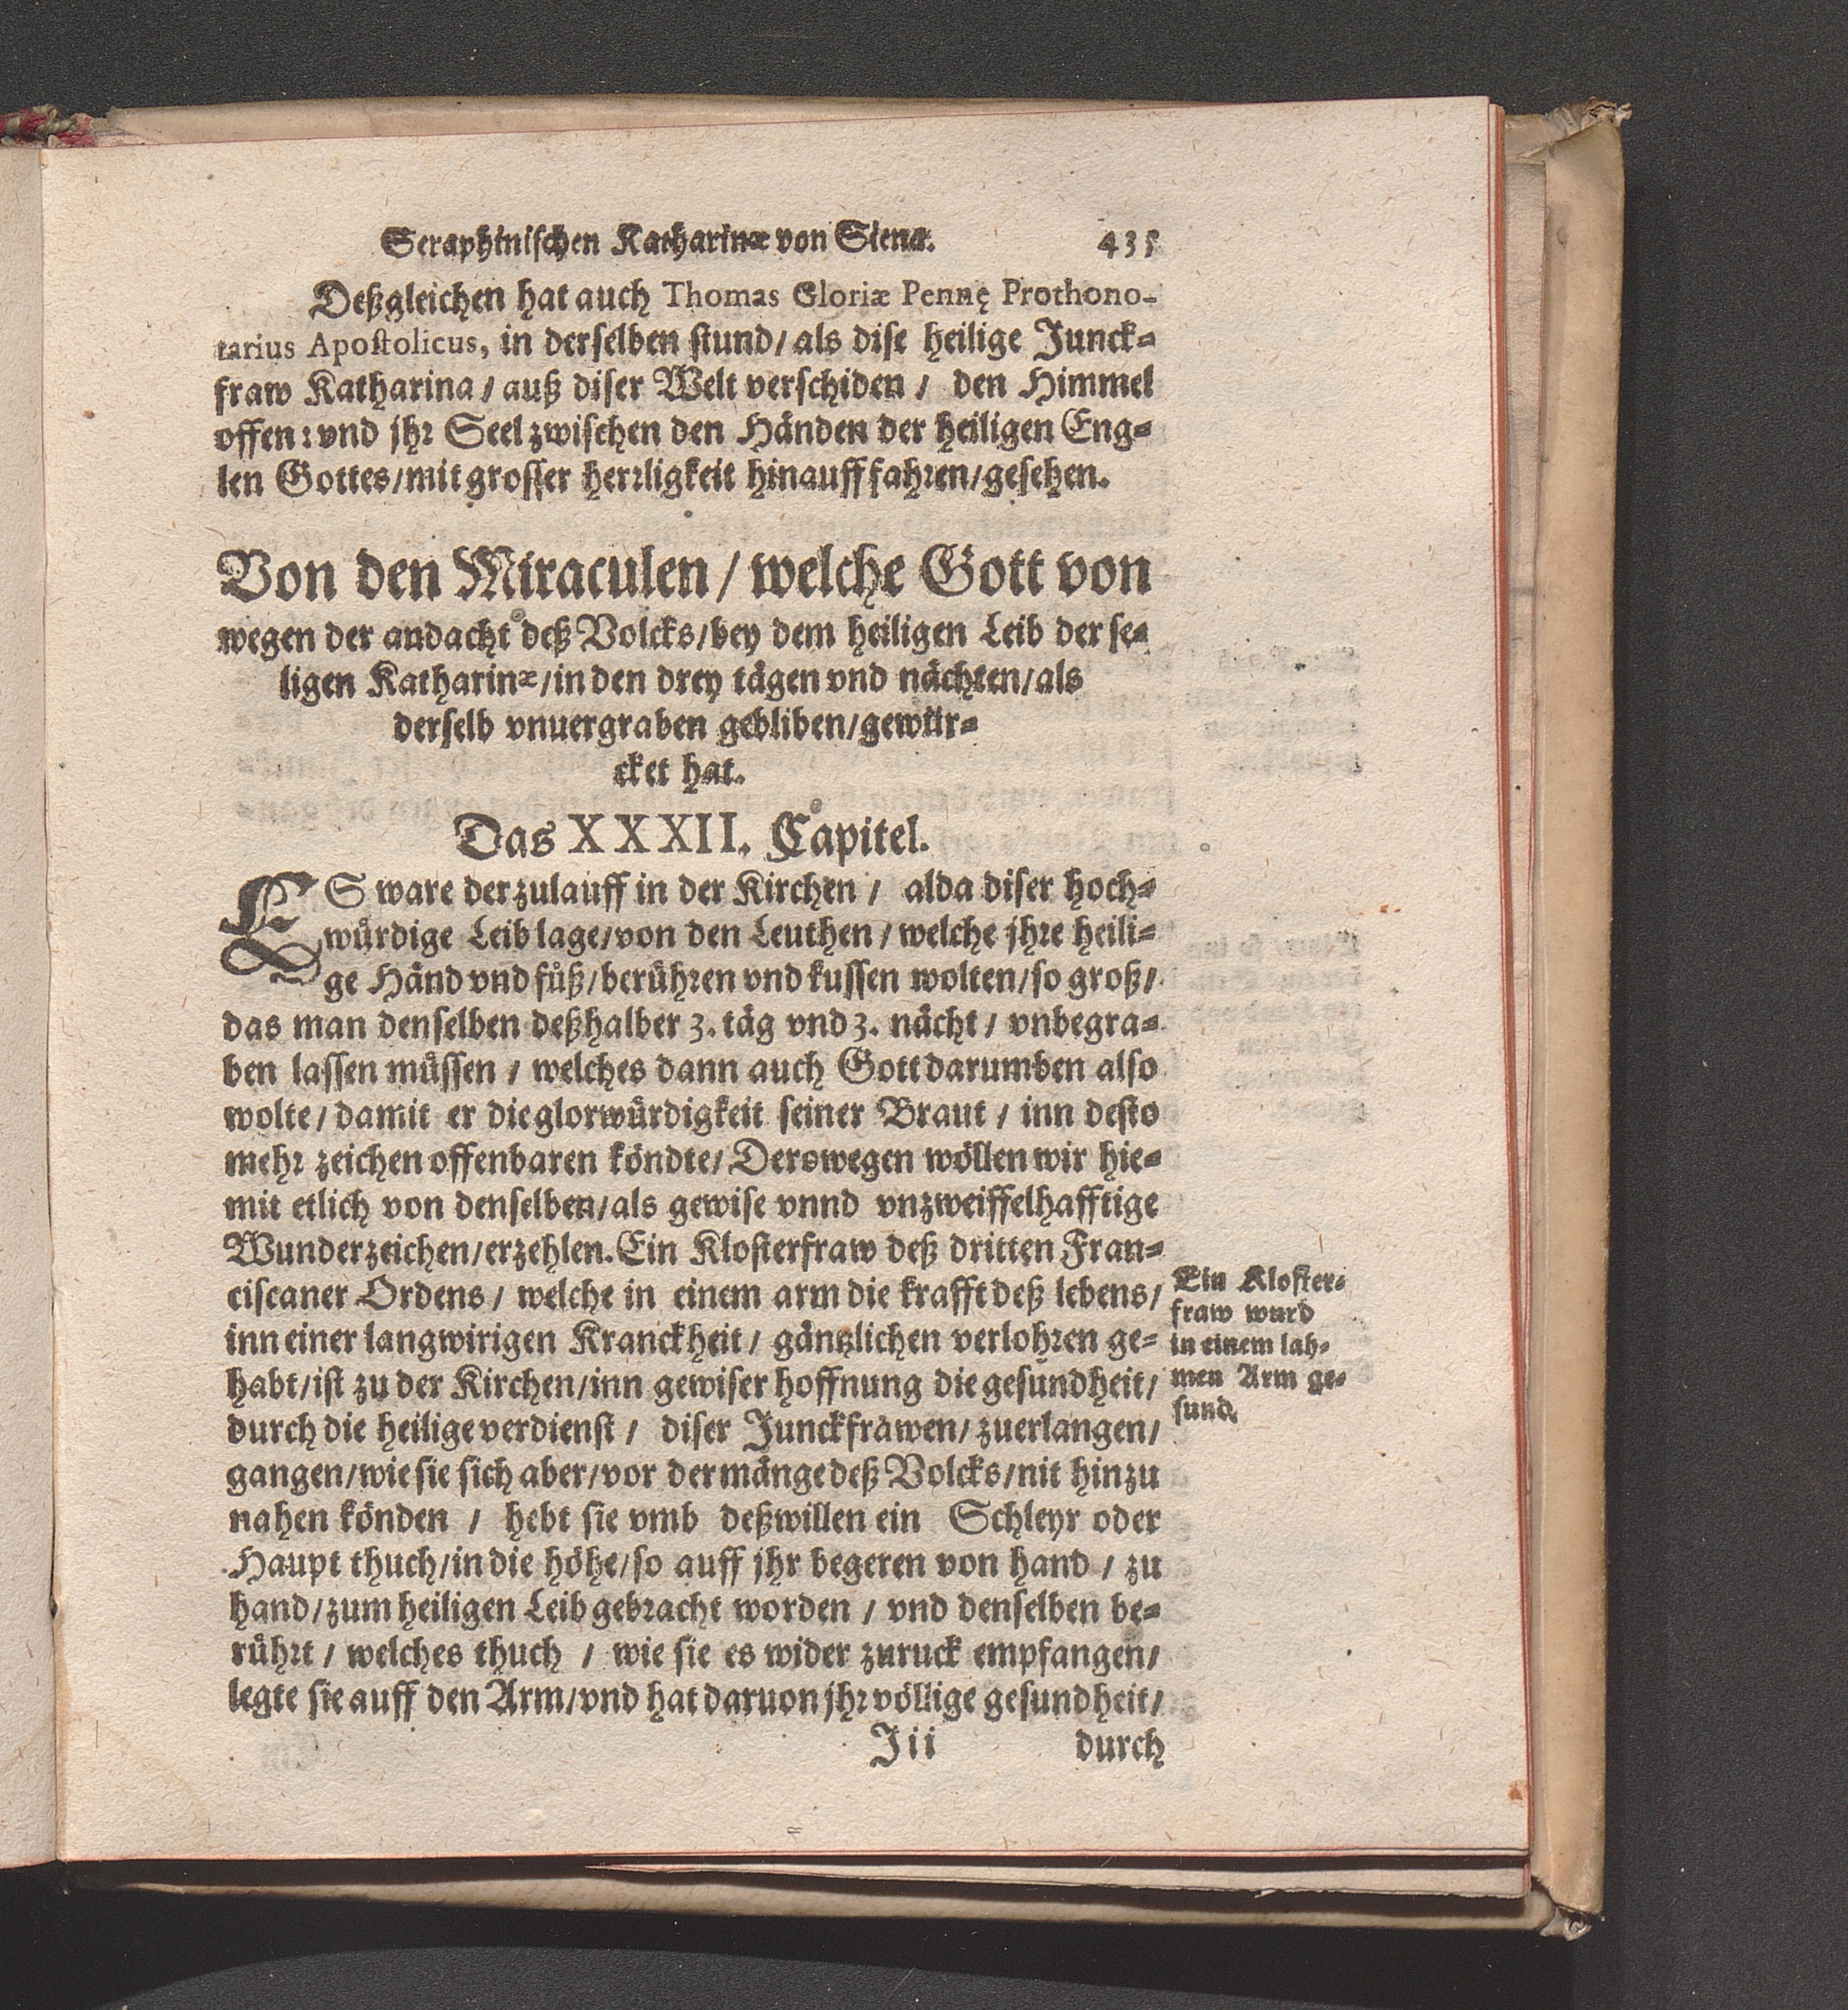 Seraphinischen Katharinæ von Siena. 435
Deßgleichen hat auch Thomas Gloriæ Pennę Prothono-
tarius Apostolicus, in derselben stund/ als dise heilige Junck-
fraw Katharina/ auß diser Welt verschiden/ den Himmel
offen: vnd jhr Seel zwischen den Händen der heiligen Eng-
len Gottes/mit grosser herrligkeit hinauff fahren/gesehen.
Von den Miraculen/ welche Gott von
wegen der andacht deß Volcks/bey dem heiligen Leib der se-
ligen Katharinæ/in den drey tägen vnd nächten/als
derselb vnuergraben gebliben/gewür-
cket hat.
Das XXXII. Capitel.
ES ware der zulauff in der Kirchen/ alda diser hoch-
würdige Leib lage/von den Leuthen/ welche jhre heili-
ge Händ vnd füß/berühren vnd kussen wolten/so groß/
das man denselben deßhalber 3. täg vnd 3. nächt/ vnbegra-
ben lassen müssen/ welches dann auch Gott darumben also
wolte/ damit er die glorwürdigkeit seiner Braut/ inn desto
mehr zeichen offenbaren köndte/ Derowegen wöllen wir hie-
mit etlich von denselben/als gewise vnnd vnzweiffelhafftige
Wunderzeichen/erzehlen. Ein Klosterfraw deß dritten Fran-
ciscaner Ordens/ welche in einem arm die krafft deß lebens/
inn einer langwirigen Kranckheit/ gäntzlichen verlohren ge-
habt/ist zu der Kirchen/inn gewiser hoffnung die gesundheit/
durch die heilige verdienst/ diser Junckfrawen/ zuerlangen/
gangen/wie sie sich aber/vor der mänge deß Volcks/nit hinzu
nahen könden/ hebt sie vmb deßwillen ein Schleyr oder
Haupt thuch/in die höhe/so auff jhr begeren von hand/ zu
hand/zum heiligen Leib gebracht worden/ vnd denselben be-
rührt/ welches thuch/ wie sie es wider zuruck empfangen/
legte sie auff den Arm/vnd hat daruon jhr völlige gesundheit/
Jii durch
Ein Kloster-
fraw wurd
in einem lah-
men Arm ge-
sund.